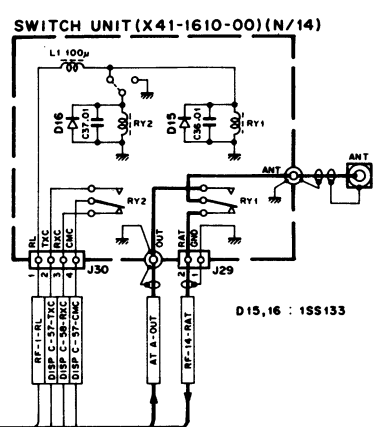 SWITCH UNIT (X41-1610-00) (N/14)
L1 100μ
D16
C37 .01
RY2
D15
C36 .01
RY1
ANT
ANT
RY2
RY1
RL
TXC
RXC
CMC
OUT
RAT
GND
1
2
3
4
J30
2
1
J29
D15,16 : 1SS133
RF-1-RL
DISP C-57-TXC
DISP C-58-RXC
DISP C-57-CMC
AT A-OUT
RF-14-RAT